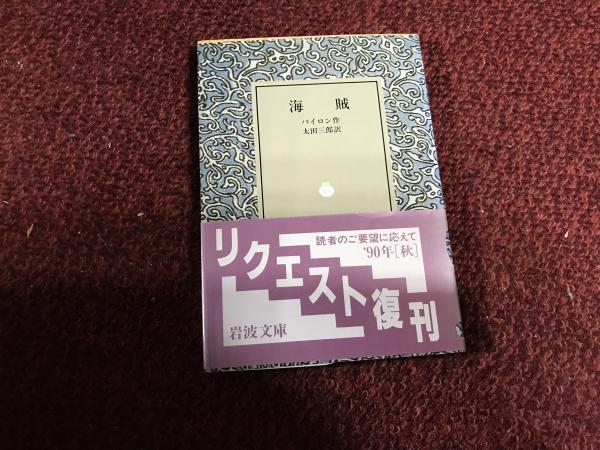 海 賊
バイロン作
太田三郎訳
読者のご要望に応えて
'90年[秋]
リクエスト復刊
岩波文庫